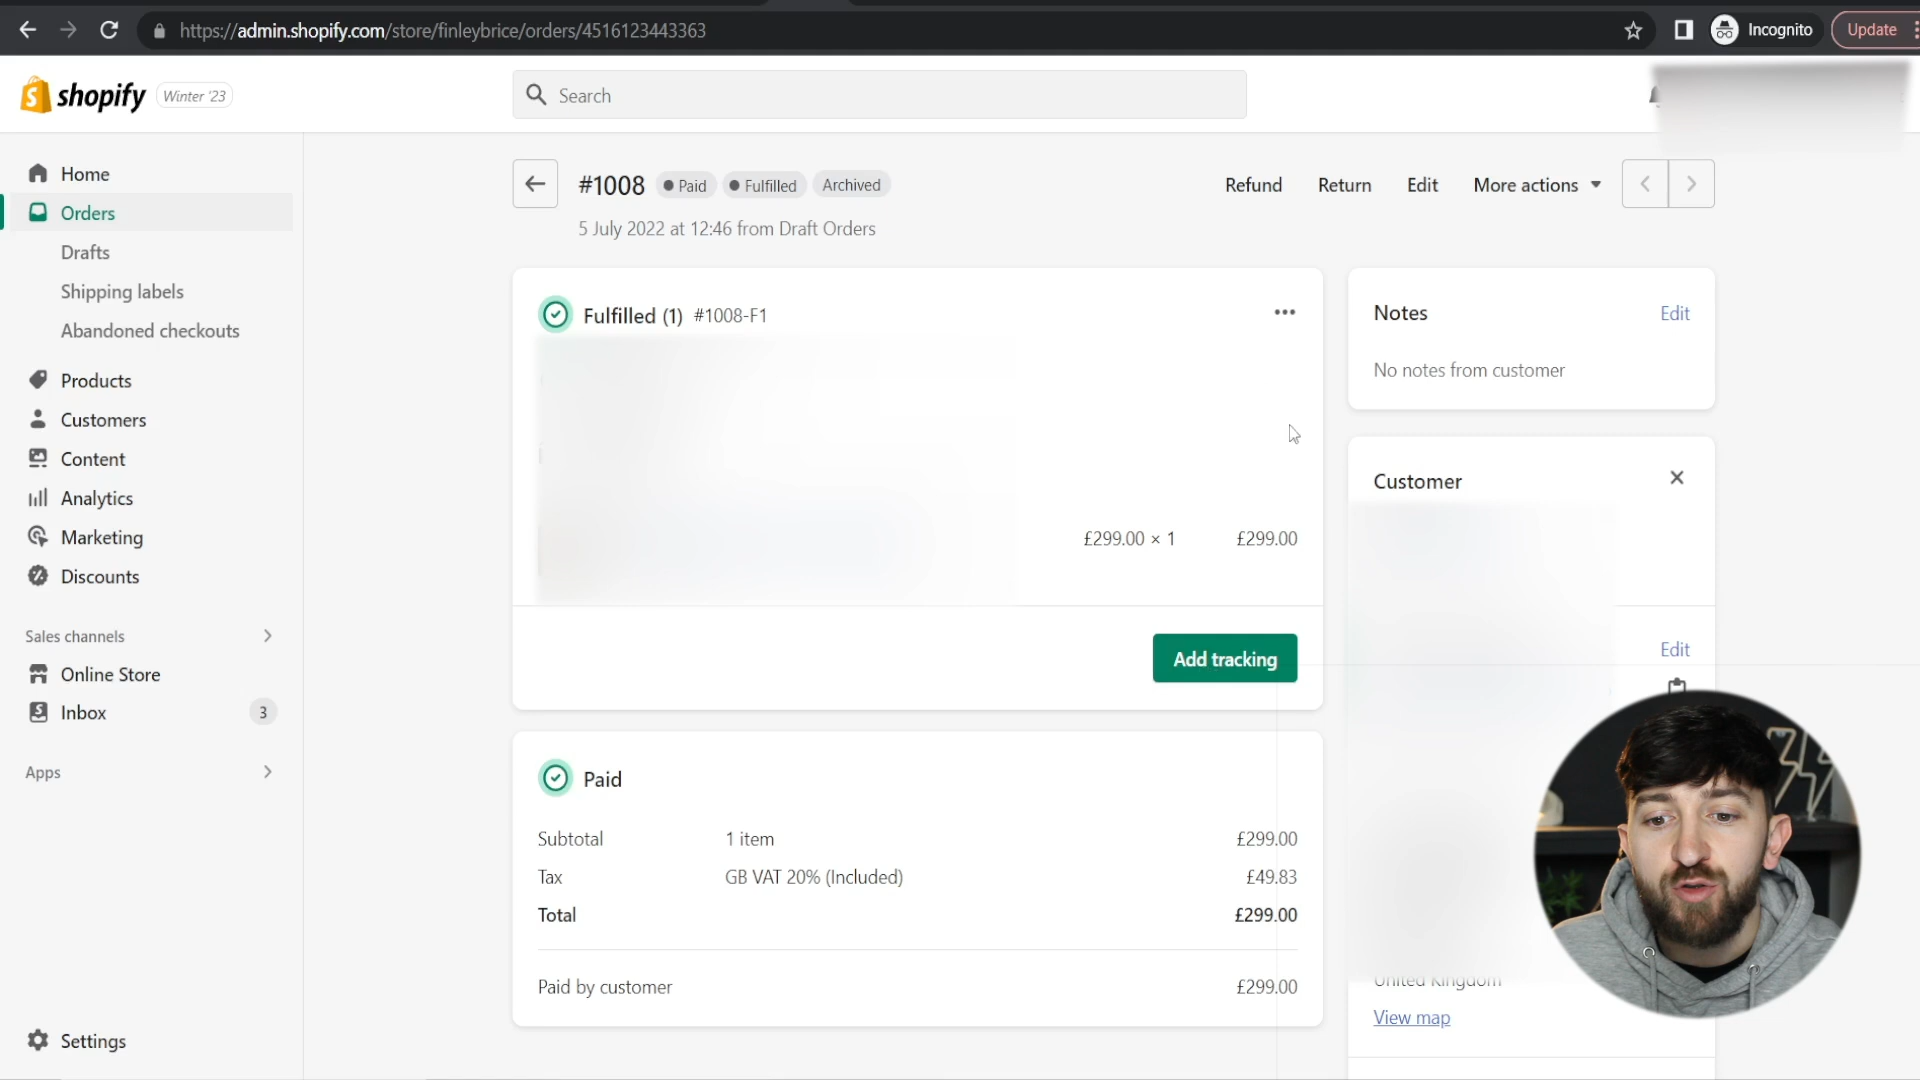 https://admin.shopify.com/store/finleybrice/orders/4516123443363
Incognito
Update
shopify
Winter '23
Search
Home
Orders
Drafts
Shipping labels
Abandoned checkouts
Products
Customers
Content
Analytics
Marketing
Discounts
Sales channels
Online Store
Inbox 3
Apps
Settings
#1008 Paid Fulfilled Archived
Refund Return Edit More actions
5 July 2022 at 12:46 from Draft Orders
Fulfilled (1) #1008-F1
£299.00 × 1 £299.00
Add tracking
Paid
Subtotal 1 item £299.00
Tax GB VAT 20% (Included) £49.83
Total £299.00
Paid by customer £299.00
Notes Edit
No notes from customer
Customer
Edit
United Kingdom
View map